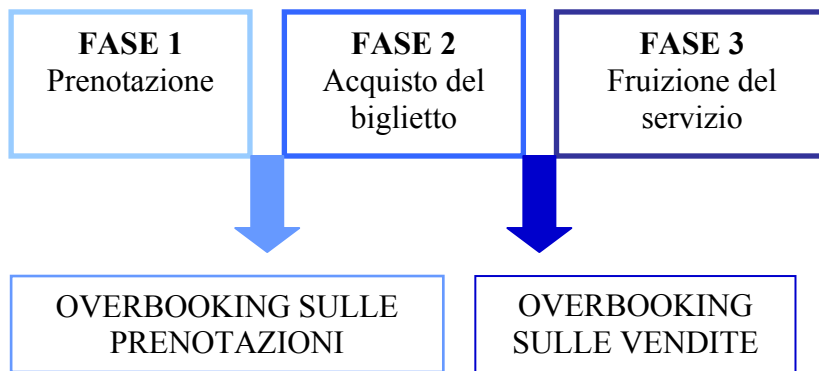 FASE 1
Prenotazione
FASE 2
Acquisto del
biglietto
FASE 3
Fruizione del
servizio
OVERBOOKING SULLE
PRENOTAZIONI
OVERBOOKING
SULLE VENDITE